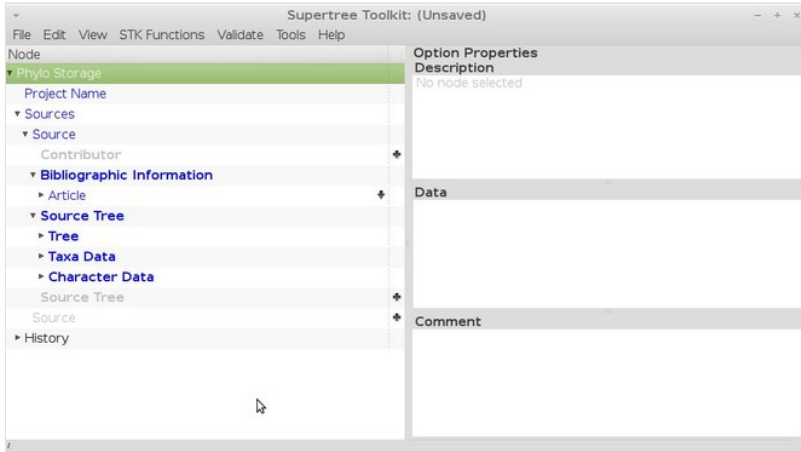 Supertree Toolkit: (Unsaved)
File Edit View STK Functions Validate Tools Help
Node
Phylo Storage
Project Name
Sources
Source
Contributor
Bibliographic Information
Article
Source Tree
Tree
Taxa Data
Character Data
Source Tree
Source
History
Option Properties
Description
No node selected
Data
Comment
/